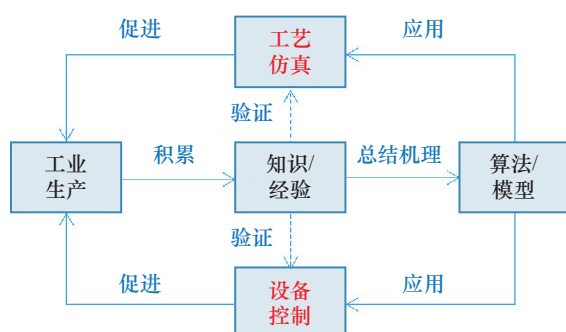 促进
工艺
仿真
应用
验证
工业
生产
积累
知识/
经验
总结机理
算法/
模型
验证
促进
设备
控制
应用